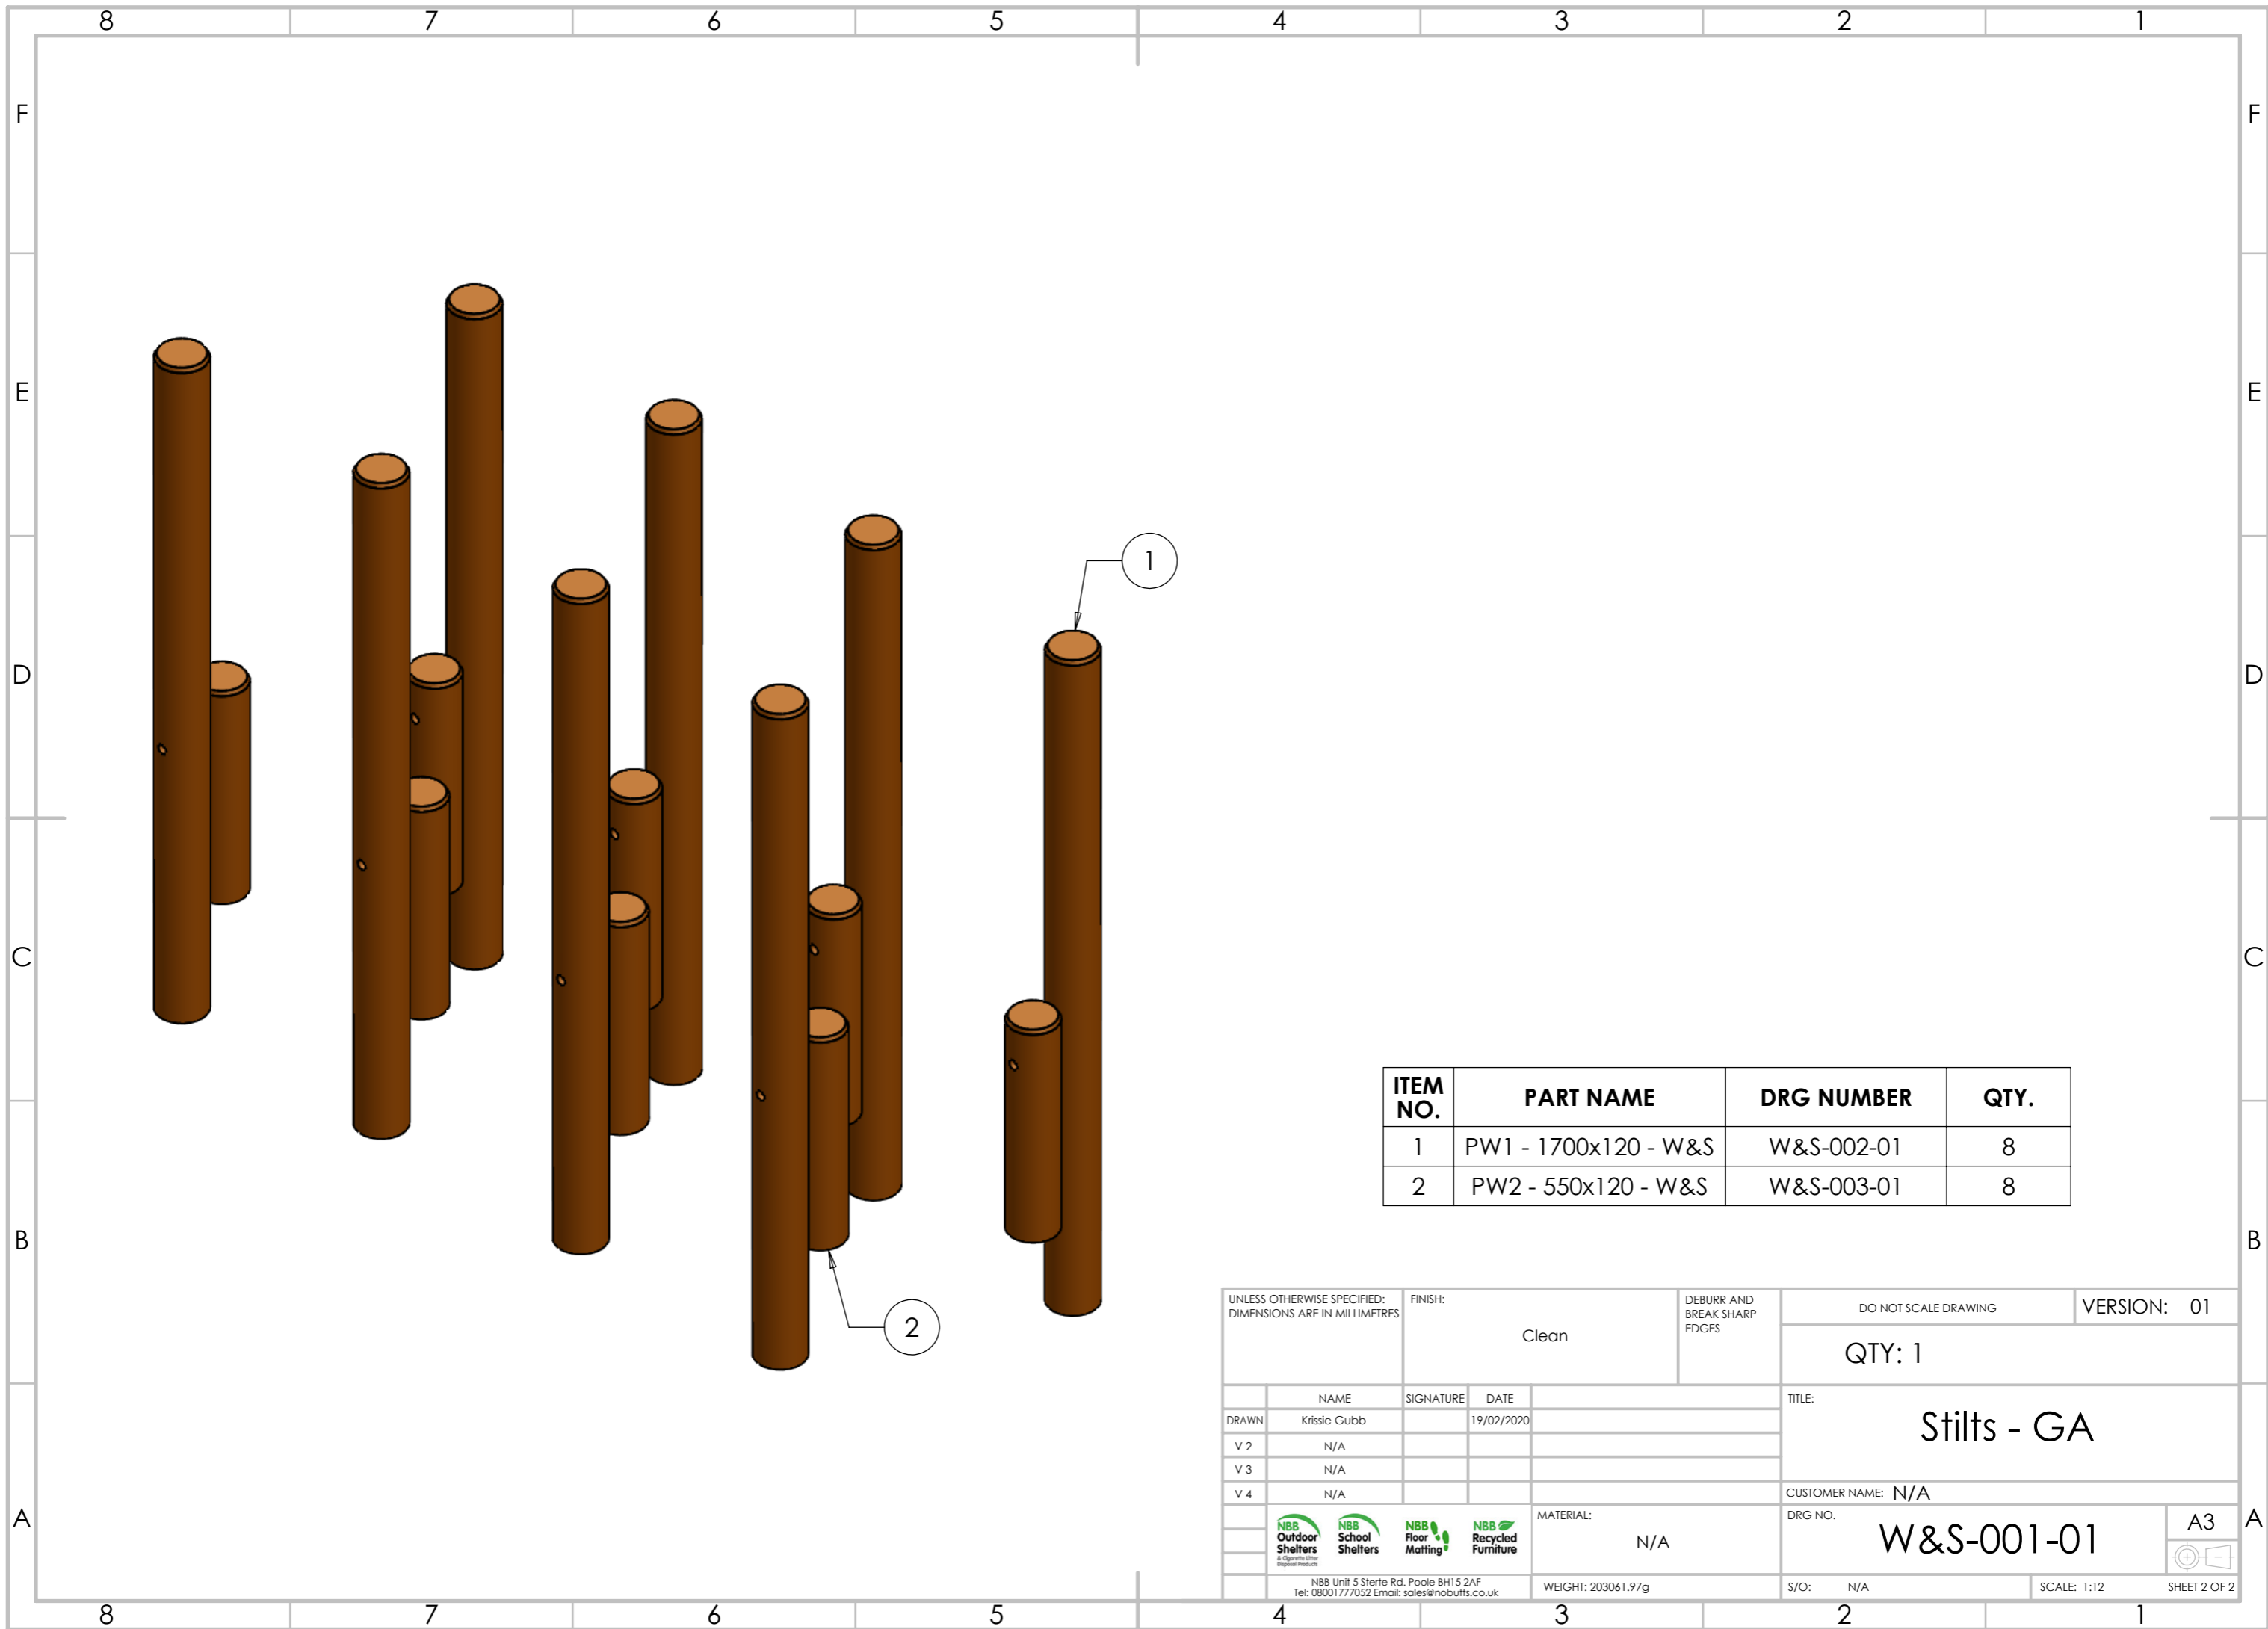 8 7 6 5 4 3 2 1
F F
E E
D D
C C
B B
A A
1
2
ITEM NO. PART NAME DRG NUMBER QTY.
1 PW1 - 1700x120 - W&S W&S-002-01 8
2 PW2 - 550x120 - W&S W&S-003-01 8
UNLESS OTHERWISE SPECIFIED:
DIMENSIONS ARE IN MILLIMETRES
FINISH:
Clean
DEBURR AND
BREAK SHARP
EDGES
DO NOT SCALE DRAWING
VERSION: 01
QTY: 1
NAME SIGNATURE DATE
DRAWN Krissie Gubb 19/02/2020
V 2 N/A
V 3 N/A
V 4 N/A
TITLE:
Stilts - GA
CUSTOMER NAME: N/A
NBB
Outdoor
Shelters
& Cigarette Litter
Disposal Products
NBB
School
Shelters
NBB
Floor
Matting
NBB
Recycled
Furniture
MATERIAL:
N/A
DRG NO.
W&S-001-01
A3
NBB Unit 5 Sterte Rd. Poole BH15 2AF
Tel: 08001777052 Email: sales@nobutts.co.uk
WEIGHT: 203061.97g
S/O: N/A
SCALE: 1:12
SHEET 2 OF 2
8 7 6 5 4 3 2 1